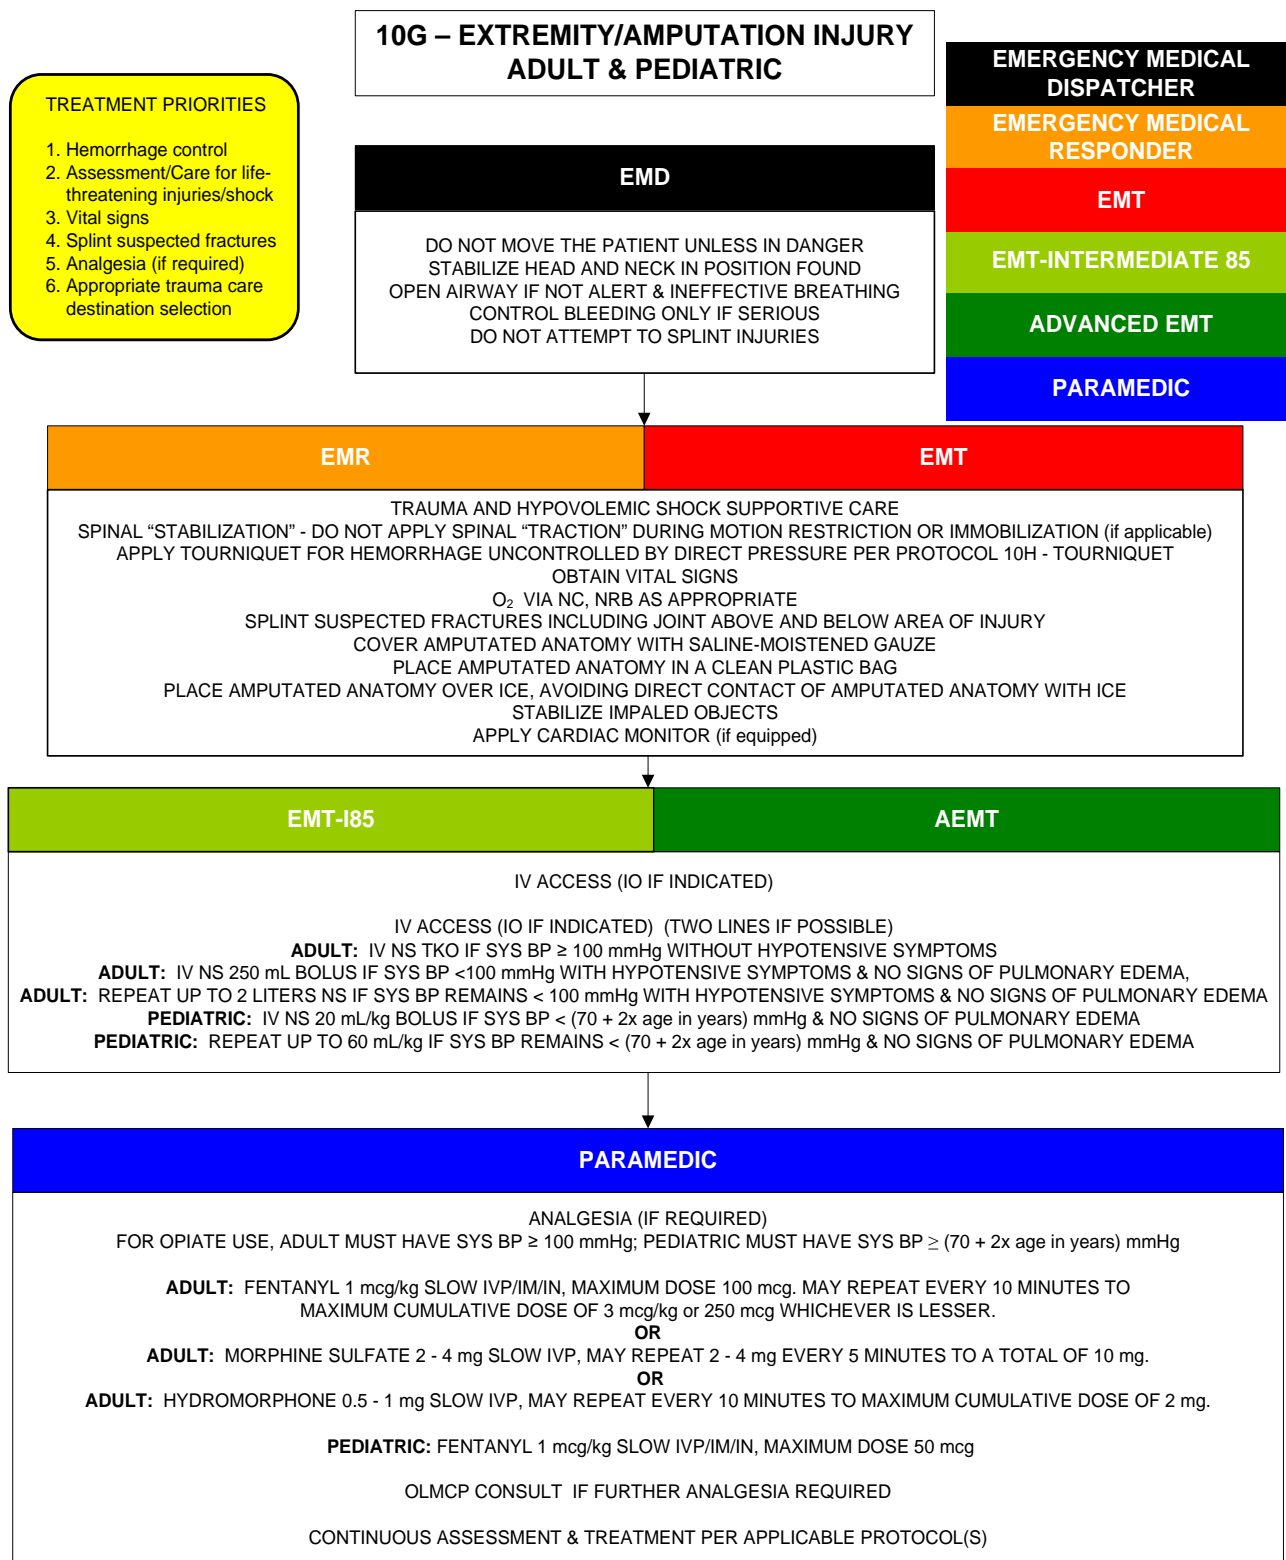 10G – EXTREMITY/AMPUTATION INJURY
ADULT & PEDIATRIC
TREATMENT PRIORITIES
1. Hemorrhage control
2. Assessment/Care for life-
threatening injuries/shock
3. Vital signs
4. Splint suspected fractures
5. Analgesia (if required)
6. Appropriate trauma care
destination selection
EMERGENCY MEDICAL
DISPATCHER
EMERGENCY MEDICAL
RESPONDER
EMT
EMT-INTERMEDIATE 85
ADVANCED EMT
PARAMEDIC
EMD
DO NOT MOVE THE PATIENT UNLESS IN DANGER
STABILIZE HEAD AND NECK IN POSITION FOUND
OPEN AIRWAY IF NOT ALERT & INEFFECTIVE BREATHING
CONTROL BLEEDING ONLY IF SERIOUS
DO NOT ATTEMPT TO SPLINT INJURIES
EMR
EMT
TRAUMA AND HYPOVOLEMIC SHOCK SUPPORTIVE CARE
SPINAL “STABILIZATION” - DO NOT APPLY SPINAL “TRACTION” DURING MOTION RESTRICTION OR IMMOBILIZATION (if applicable)
APPLY TOURNIQUET FOR HEMORRHAGE UNCONTROLLED BY DIRECT PRESSURE PER PROTOCOL 10H - TOURNIQUET
OBTAIN VITAL SIGNS
O₂ VIA NC, NRB AS APPROPRIATE
SPLINT SUSPECTED FRACTURES INCLUDING JOINT ABOVE AND BELOW AREA OF INJURY
COVER AMPUTATED ANATOMY WITH SALINE-MOISTENED GAUZE
PLACE AMPUTATED ANATOMY IN A CLEAN PLASTIC BAG
PLACE AMPUTATED ANATOMY OVER ICE, AVOIDING DIRECT CONTACT OF AMPUTATED ANATOMY WITH ICE
STABILIZE IMPALED OBJECTS
APPLY CARDIAC MONITOR (if equipped)
EMT-I85
AEMT
IV ACCESS (IO IF INDICATED)
IV ACCESS (IO IF INDICATED) (TWO LINES IF POSSIBLE)
ADULT: IV NS TKO IF SYS BP ≥ 100 mmHg WITHOUT HYPOTENSIVE SYMPTOMS
ADULT: IV NS 250 mL BOLUS IF SYS BP <100 mmHg WITH HYPOTENSIVE SYMPTOMS & NO SIGNS OF PULMONARY EDEMA,
ADULT: REPEAT UP TO 2 LITERS NS IF SYS BP REMAINS < 100 mmHg WITH HYPOTENSIVE SYMPTOMS & NO SIGNS OF PULMONARY EDEMA
PEDIATRIC: IV NS 20 mL/kg BOLUS IF SYS BP < (70 + 2x age in years) mmHg & NO SIGNS OF PULMONARY EDEMA
PEDIATRIC: REPEAT UP TO 60 mL/kg IF SYS BP REMAINS < (70 + 2x age in years) mmHg & NO SIGNS OF PULMONARY EDEMA
PARAMEDIC
ANALGESIA (IF REQUIRED)
FOR OPIATE USE, ADULT MUST HAVE SYS BP ≥ 100 mmHg; PEDIATRIC MUST HAVE SYS BP ≥ (70 + 2x age in years) mmHg
ADULT: FENTANYL 1 mcg/kg SLOW IVP/IM/IN, MAXIMUM DOSE 100 mcg. MAY REPEAT EVERY 10 MINUTES TO
MAXIMUM CUMULATIVE DOSE OF 3 mcg/kg or 250 mcg WHICHEVER IS LESSER.
OR
ADULT: MORPHINE SULFATE 2 - 4 mg SLOW IVP, MAY REPEAT 2 - 4 mg EVERY 5 MINUTES TO A TOTAL OF 10 mg.
OR
ADULT: HYDROMORPHONE 0.5 - 1 mg SLOW IVP, MAY REPEAT EVERY 10 MINUTES TO MAXIMUM CUMULATIVE DOSE OF 2 mg.
PEDIATRIC: FENTANYL 1 mcg/kg SLOW IVP/IM/IN, MAXIMUM DOSE 50 mcg
OLMCP CONSULT IF FURTHER ANALGESIA REQUIRED
CONTINUOUS ASSESSMENT & TREATMENT PER APPLICABLE PROTOCOL(S)